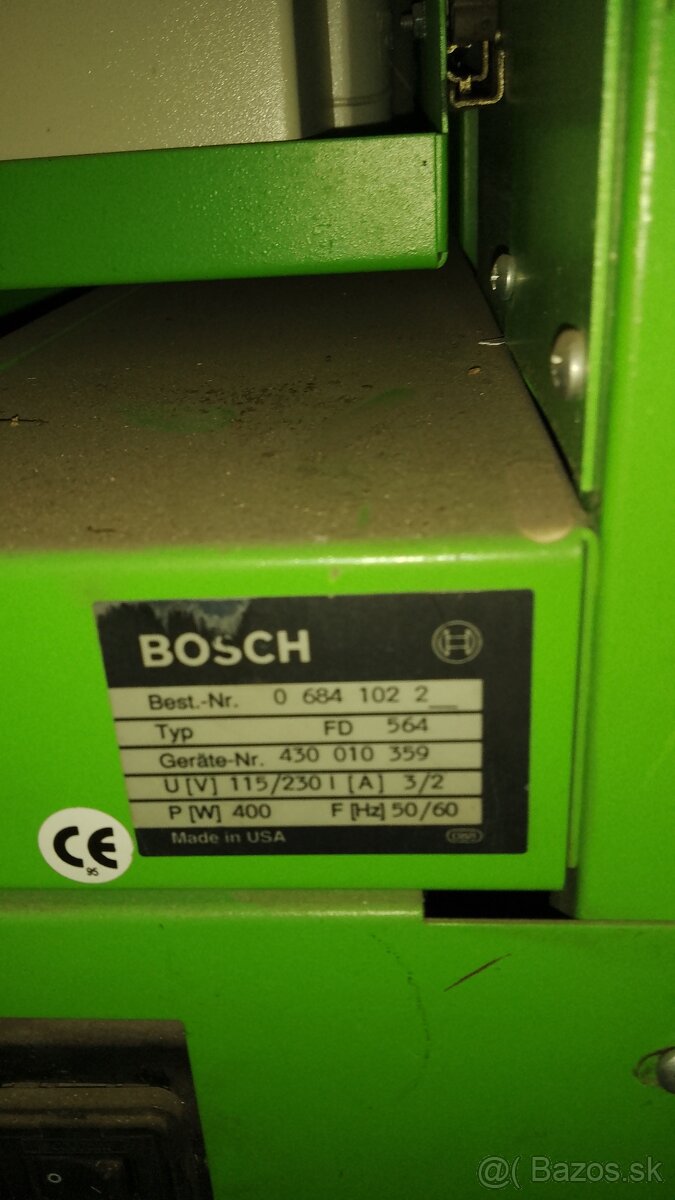 BOSCH
Best.-Nr. 0 684 102 2__
Typ FD 564
Geräte-Nr. 430 010 359
U [V] 115/230 I [A] 3/2
P [W] 400 F [Hz] 50/60
Made in USA
CE
95
@( Bazos.sk